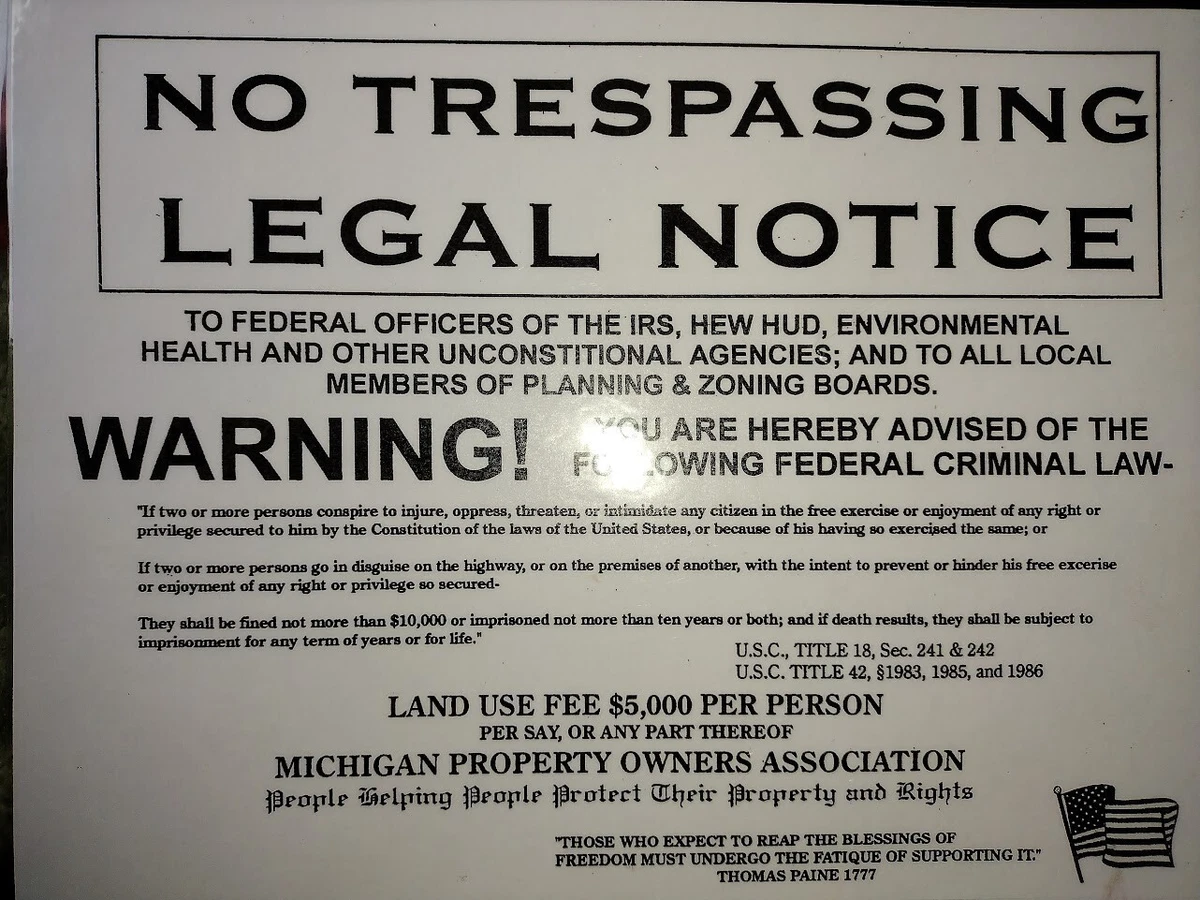 NO TRESPASSING
LEGAL NOTICE
TO FEDERAL OFFICERS OF THE IRS, HEW HUD, ENVIRONMENTAL
HEALTH AND OTHER UNCONSTITIONAL AGENCIES; AND TO ALL LOCAL
MEMBERS OF PLANNING & ZONING BOARDS.
WARNING! YOU ARE HEREBY ADVISED OF THE
FOLLOWING FEDERAL CRIMINAL LAW-
"If two or more persons conspire to injure, oppress, threaten, or intimidate any citizen in the free exercise or enjoyment of any right or
privilege secured to him by the Constitution of the laws of the United States, or because of his having so exercised the same; or
If two or more persons go in disguise on the highway, or on the premises of another, with the intent to prevent or hinder his free excerise
or enjoyment of any right or privilege so secured-
They shall be fined not more than $10,000 or imprisoned not more than ten years or both; and if death results, they shall be subject to
imprisonment for any term of years or for life."
U.S.C., TITLE 18, Sec. 241 & 242
U.S.C. TITLE 42, §1983, 1985, and 1986
LAND USE FEE $5,000 PER PERSON
PER SAY, OR ANY PART THEREOF
MICHIGAN PROPERTY OWNERS ASSOCIATION
People Helping People Protect Their Property and Rights
"THOSE WHO EXPECT TO REAP THE BLESSINGS OF
FREEDOM MUST UNDERGO THE FATIQUE OF SUPPORTING IT."
THOMAS PAINE 1777